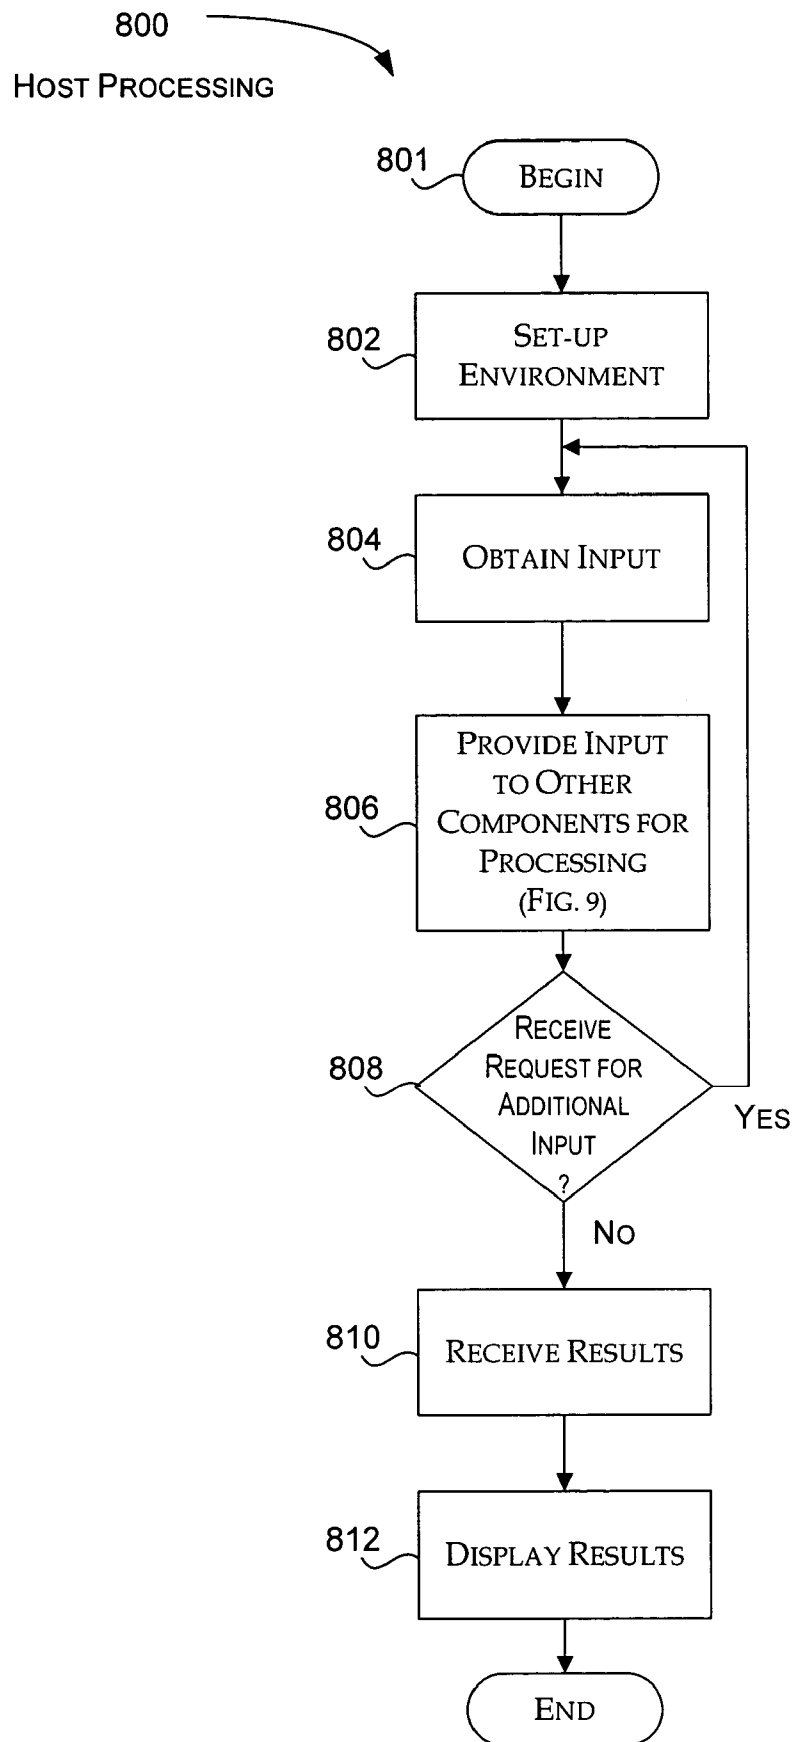 800
HOST PROCESSING
801
BEGIN
802
SET-UP
ENVIRONMENT
804
OBTAIN INPUT
806
PROVIDE INPUT
TO OTHER
COMPONENTS FOR
PROCESSING
(FIG. 9)
808
RECEIVE
REQUEST FOR
ADDITIONAL
INPUT
?
YES
NO
810
RECEIVE RESULTS
812
DISPLAY RESULTS
END